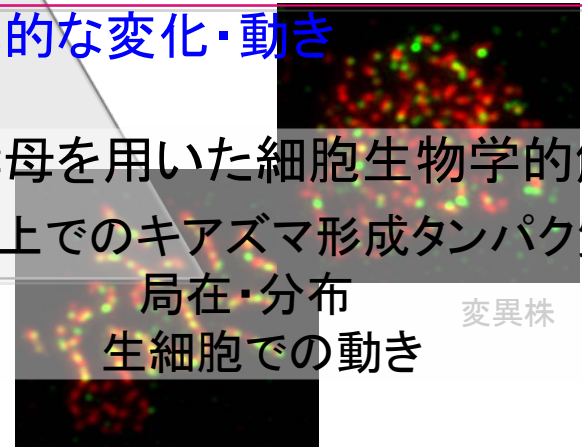 的な変化・動き
母を用いた細胞生物学的
上でのキアズマ形成タンパク
局在・分布
変異株
生細胞での動き